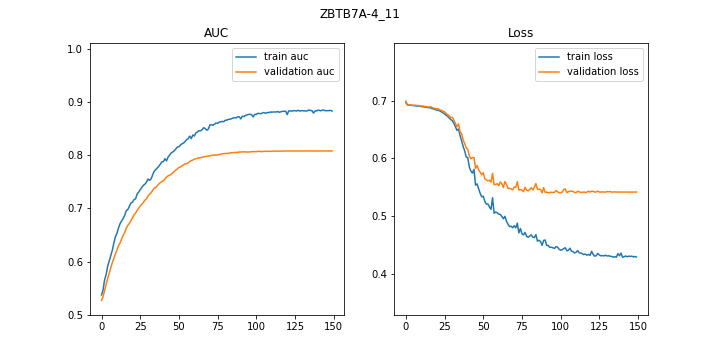 ZBTB7A-4_11
AUC
train auc
validation auc
1.0
0.9
0.8
0.7
0.6
0.5
0 25 50 75 100 125 150
Loss
train loss
validation loss
0.7
0.6
0.5
0.4
0 25 50 75 100 125 150